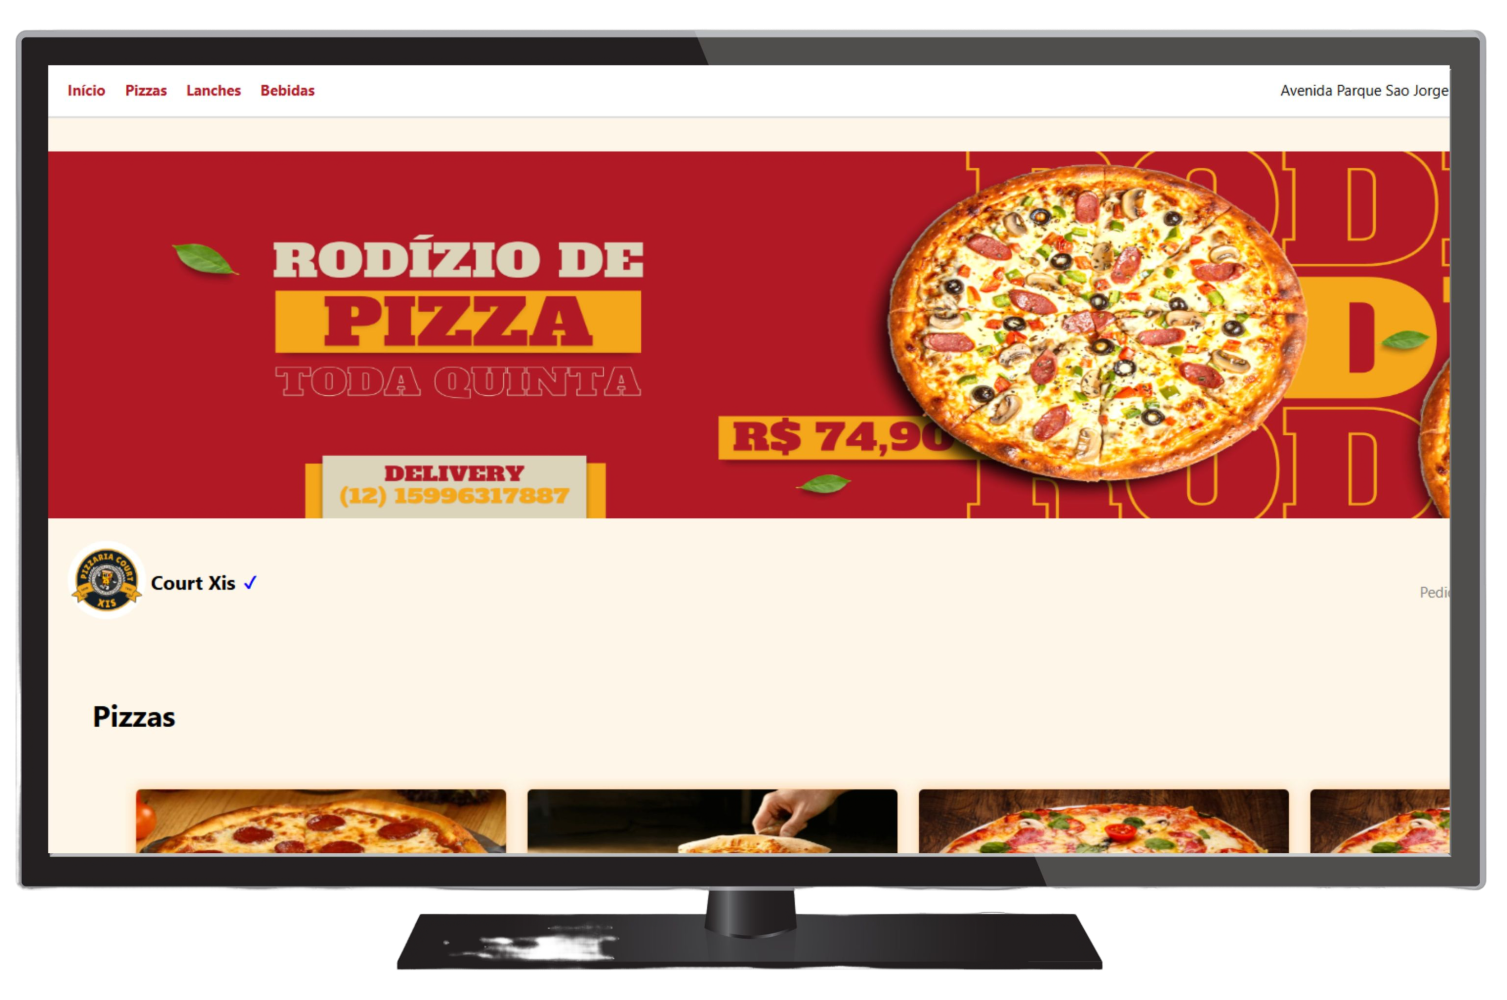 Início Pizzas Lanches Bebidas
Avenida Parque Sao Jorge
RODÍZIO DE
PIZZA
TODA QUINTA
R$ 74,90
DELIVERY
(12) 15996317887
PIZZARIA COURT
XIS
Court Xis ✓
Pizzas